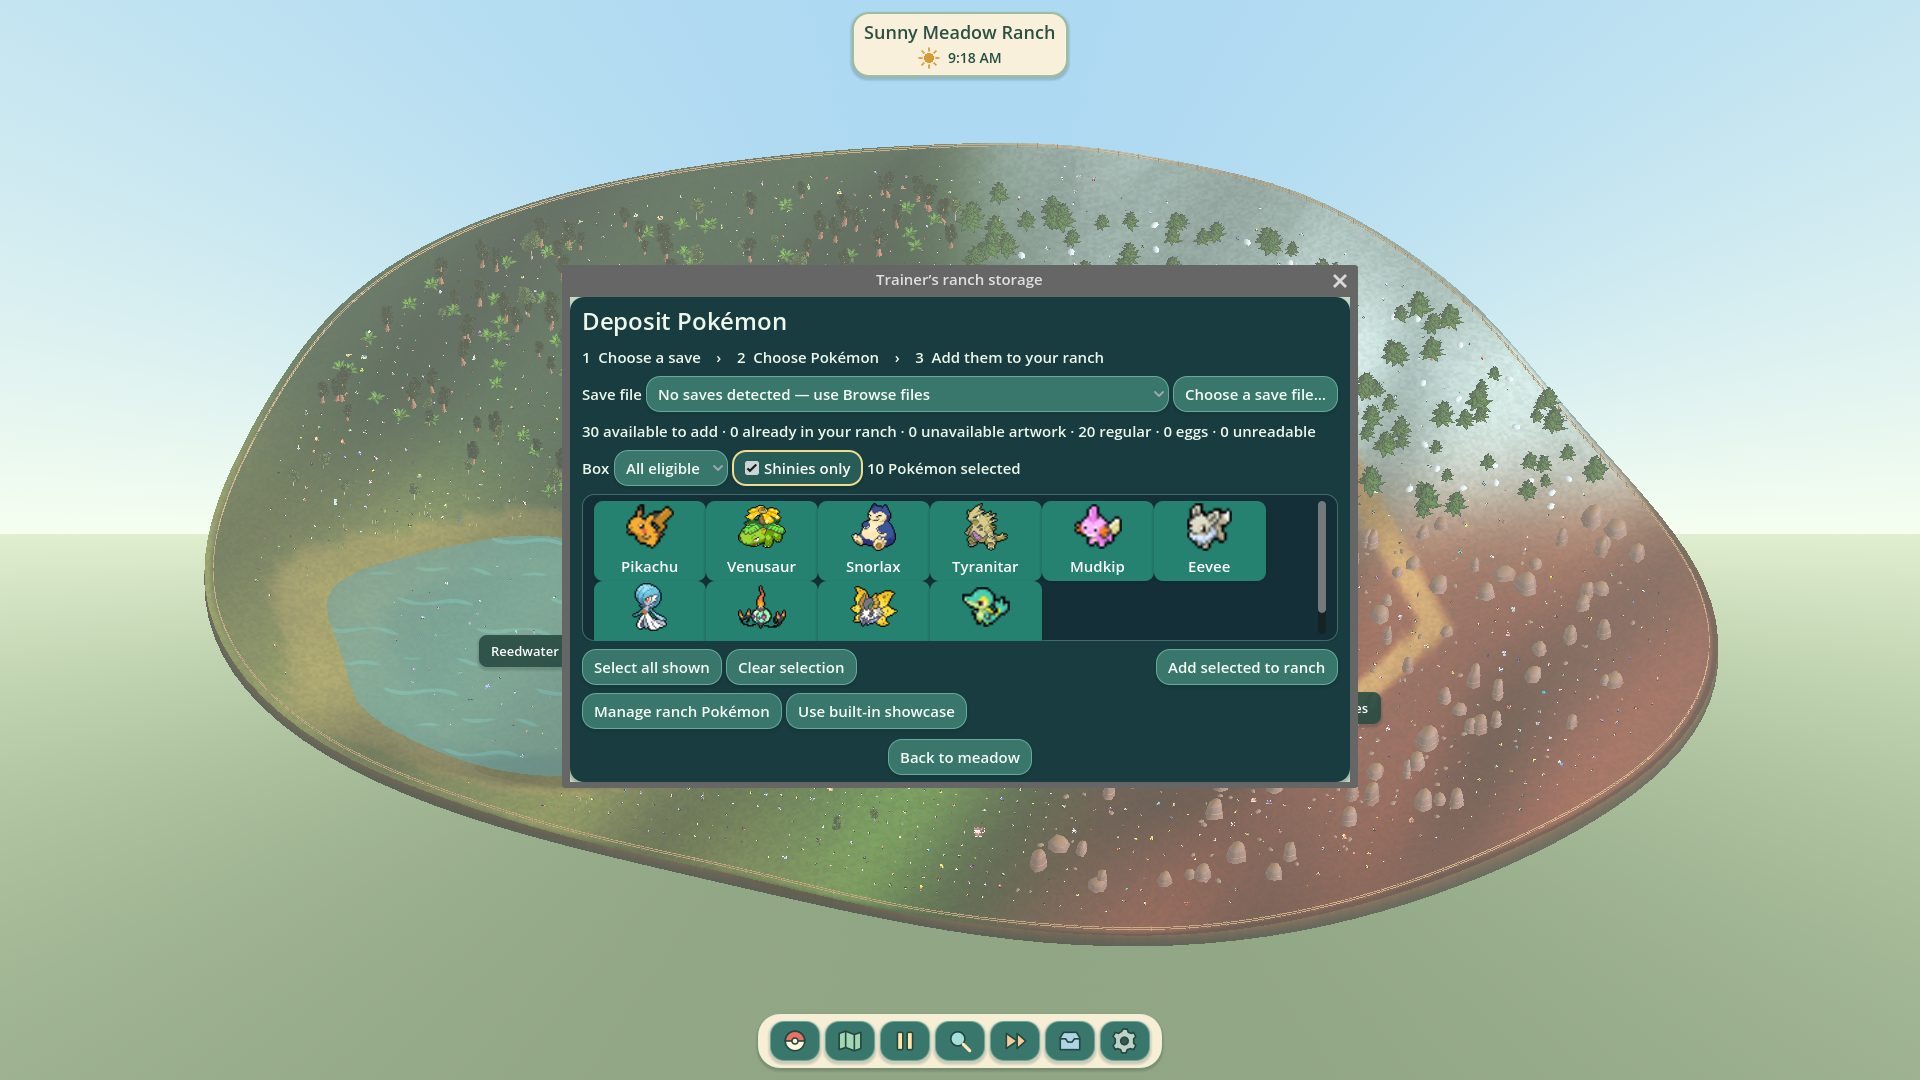 Sunny Meadow Ranch
9:18 AM
Trainer's ranch storage
Deposit Pokémon
1 Choose a save › 2 Choose Pokémon › 3 Add them to your ranch
Save file No saves detected — use Browse files Choose a save file...
30 available to add · 0 already in your ranch · 0 unavailable artwork · 20 regular · 0 eggs · 0 unreadable
Box All eligible Shinies only 10 Pokémon selected
Pikachu Venusaur Snorlax Tyranitar Mudkip Eevee
Reedwater
Select all shown Clear selection Add selected to ranch
Manage ranch Pokémon Use built-in showcase
Back to meadow